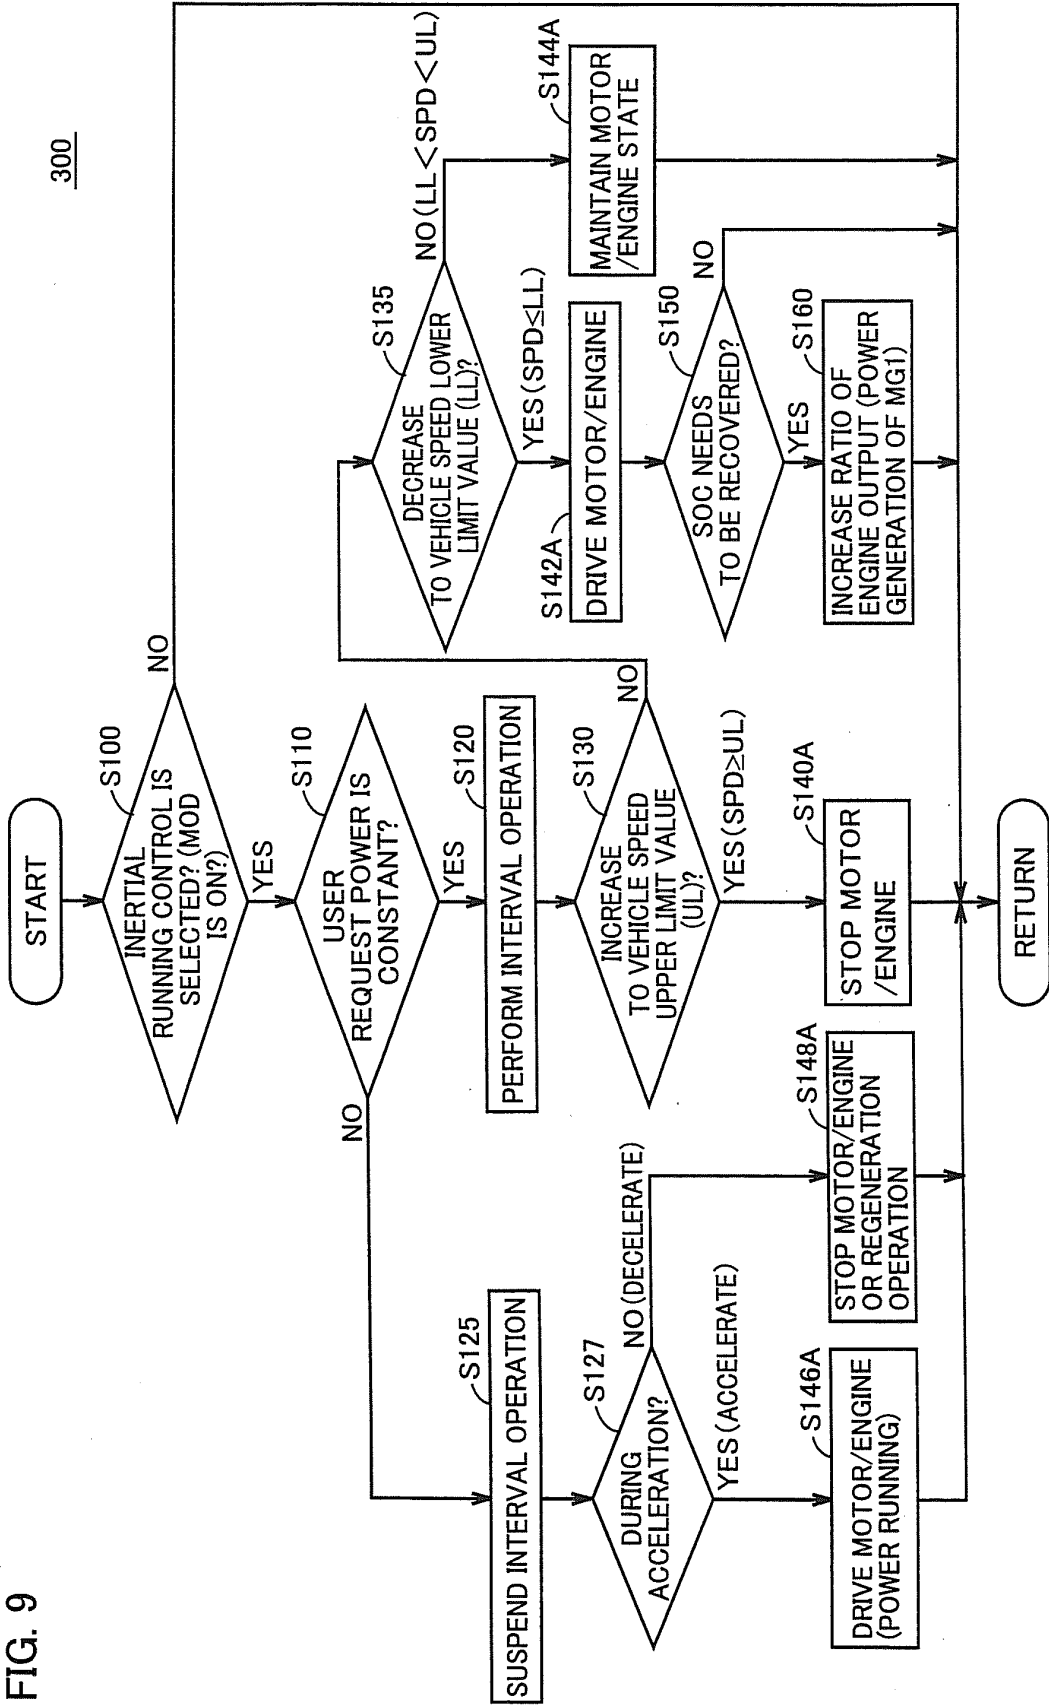 FIG. 9
300
START
S100
INERTIAL
RUNNING CONTROL IS
SELECTED? (MOD
IS ON?)
NO
YES
S110
USER
REQUEST POWER IS
CONSTANT?
NO
YES
S125
SUSPEND INTERVAL OPERATION
S127
DURING
ACCELERATION?
NO(DECELERATE)
YES(ACCELERATE)
S146A
DRIVE MOTOR/ENGINE
(POWER RUNNING)
S148A
STOP MOTOR/ENGINE
OR REGENERATION
OPERATION
S120
PERFORM INTERVAL OPERATION
S130
INCREASE
TO VEHICLE SPEED
UPPER LIMIT VALUE
(UL)?
NO
YES(SPD≥UL)
S140A
STOP MOTOR
/ENGINE
S135
DECREASE
TO VEHICLE SPEED LOWER
LIMIT VALUE (LL)?
NO(LL<SPD<UL)
YES(SPD≤LL)
S144A
MAINTAIN MOTOR
/ENGINE STATE
S142A
DRIVE MOTOR/ENGINE
S150
SOC NEEDS
TO BE RECOVERED?
NO
YES
S160
INCREASE RATIO OF
ENGINE OUTPUT (POWER
GENERATION OF MG1)
RETURN